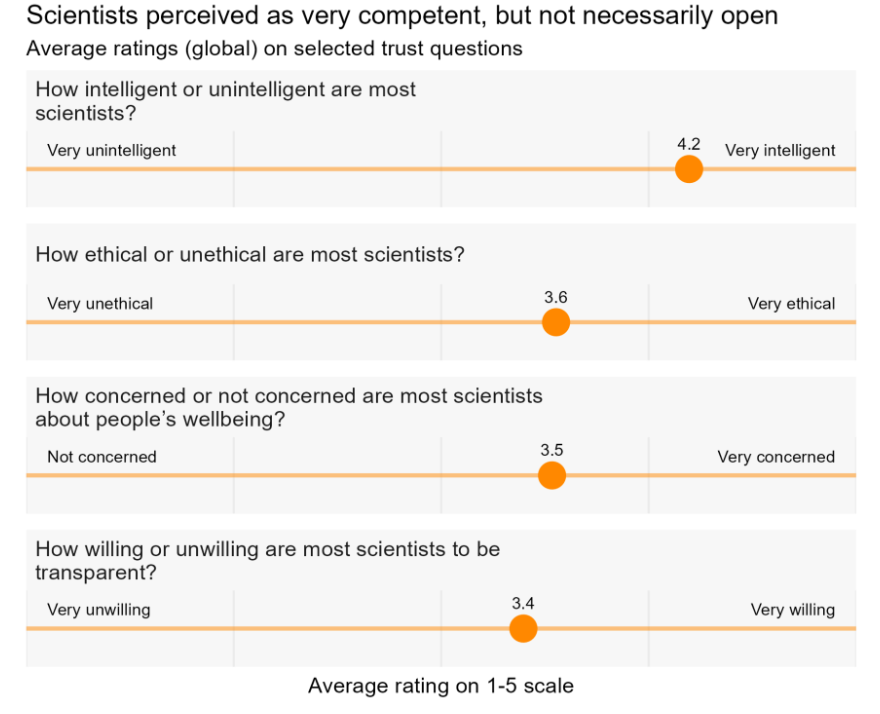 Scientists perceived as very competent, but not necessarily open
Average ratings (global) on selected trust questions
How intelligent or unintelligent are most
scientists?
4.2
Very unintelligent
Very intelligent
How ethical or unethical are most scientists?
3.6
Very unethical
Very ethical
How concerned or not concerned are most scientists
about people’s wellbeing?
3.5
Not concerned
Very concerned
How willing or unwilling are most scientists to be
transparent?
3.4
Very unwilling
Very willing
Average rating on 1-5 scale